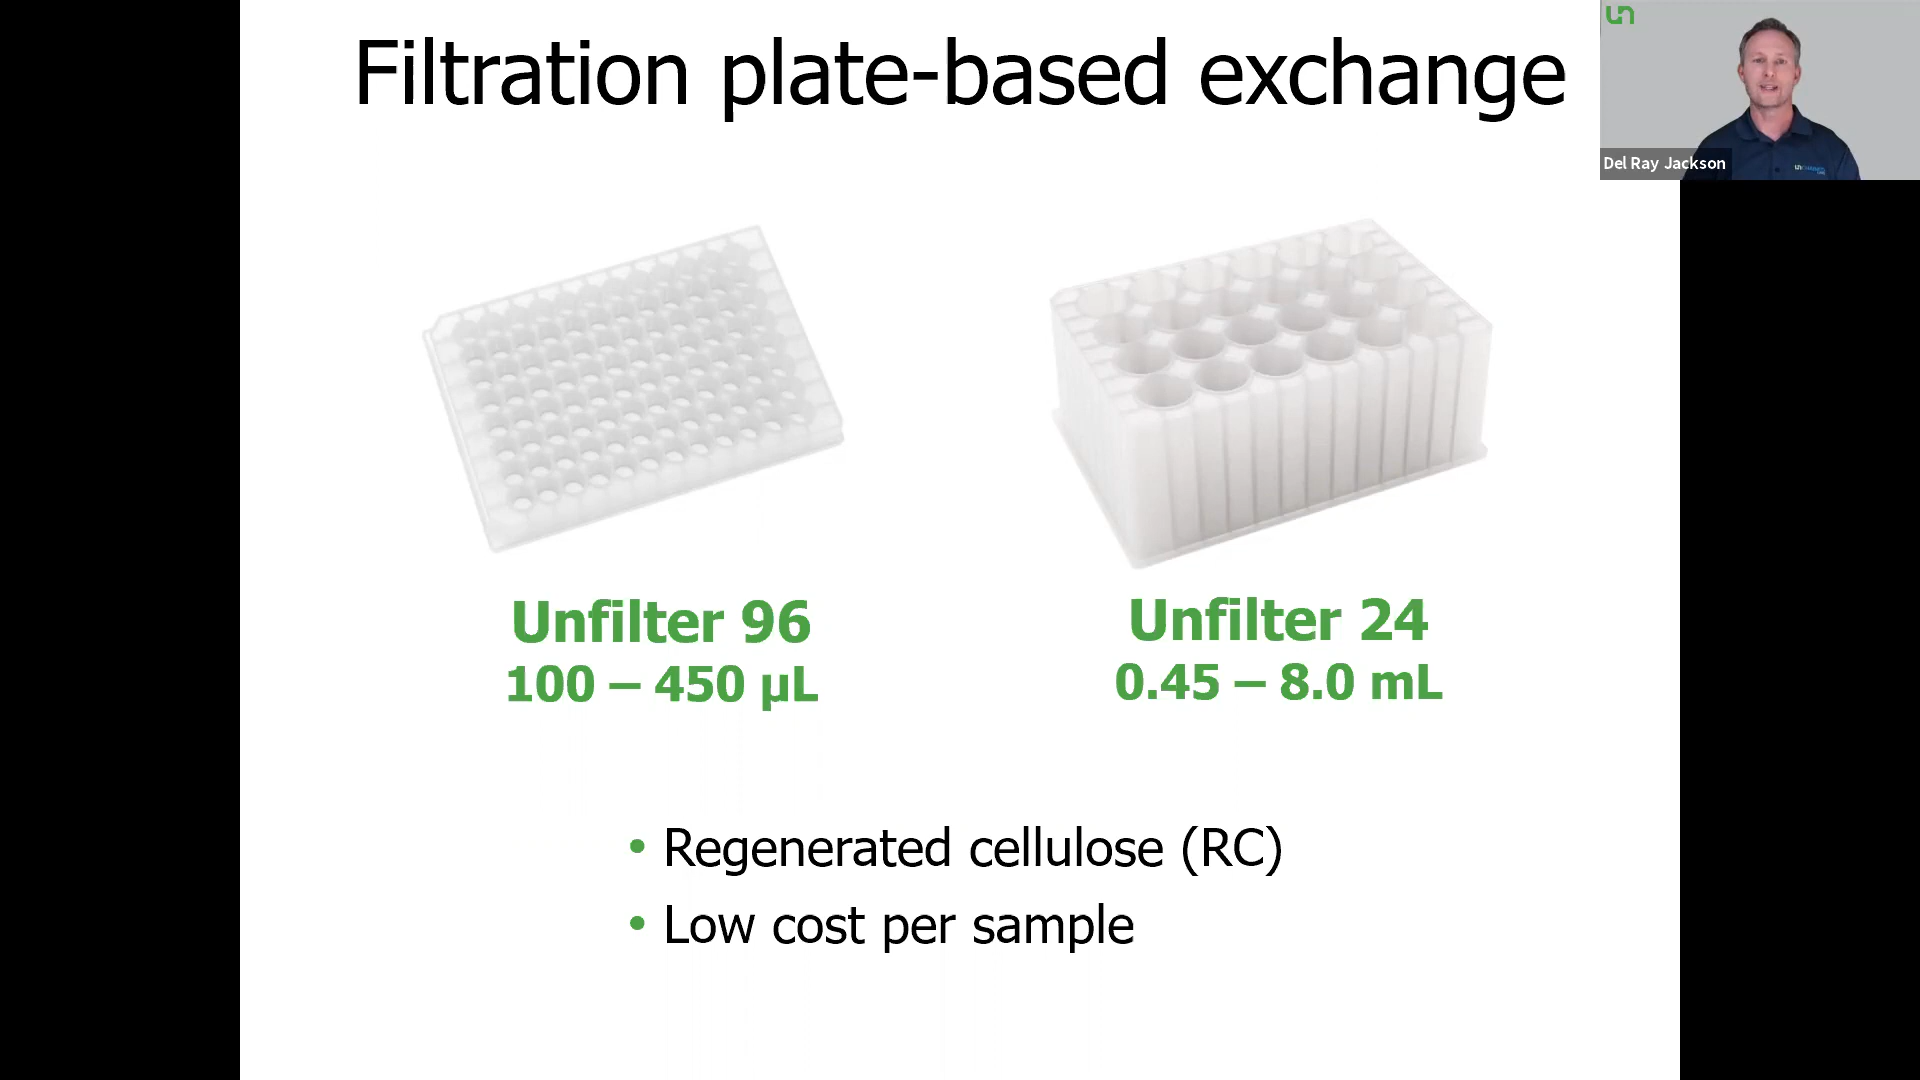 Filtration plate-based exchange
Del Ray Jackson
Unfilter 96
100 – 450 µL
Unfilter 24
0.45 – 8.0 mL
• Regenerated cellulose (RC)
• Low cost per sample